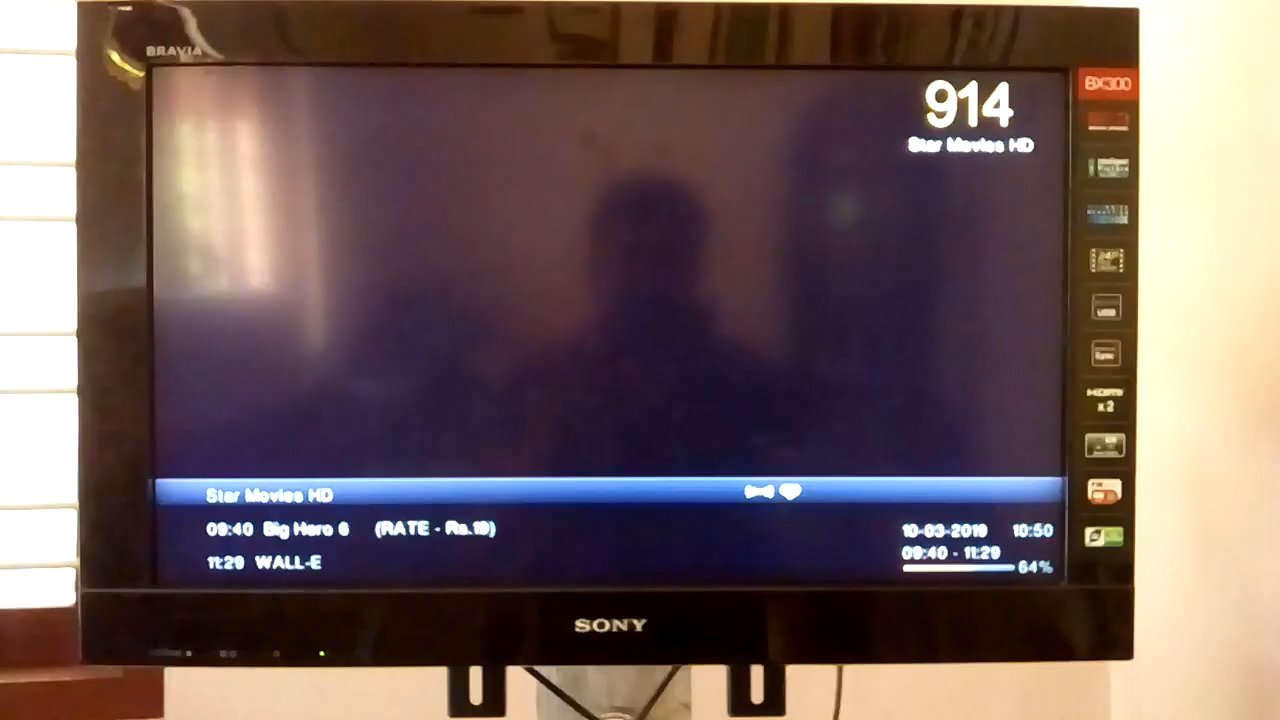 BRAVIA
BX300
914
Star Movies HD
HDMI
x 2
Star Movies HD
09:40 Big Hero 6 (RATE - Rs.19)
10-03-2019 10:50
09:40 - 11:29
11:29 WALL-E
64%
SONY